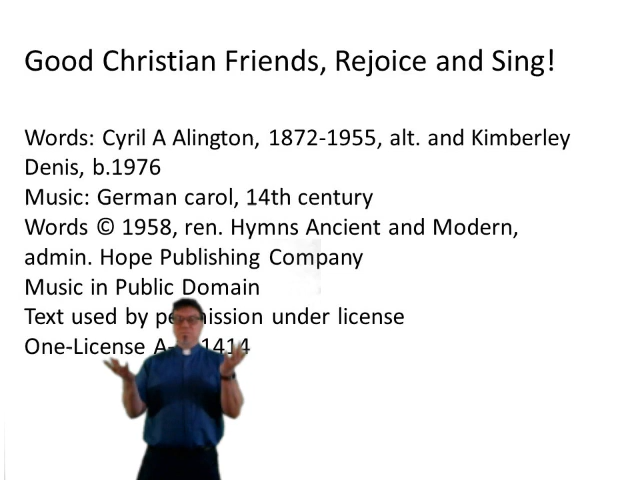 Good Christian Friends, Rejoice and Sing!
Words: Cyril A Alington, 1872-1955, alt. and Kimberley
Denis, b.1976
Music: German carol, 14th century
Words © 1958, ren. Hymns Ancient and Modern,
admin. Hope Publishing Company
Music in Public Domain
Text used by permission under license
One-License 1414